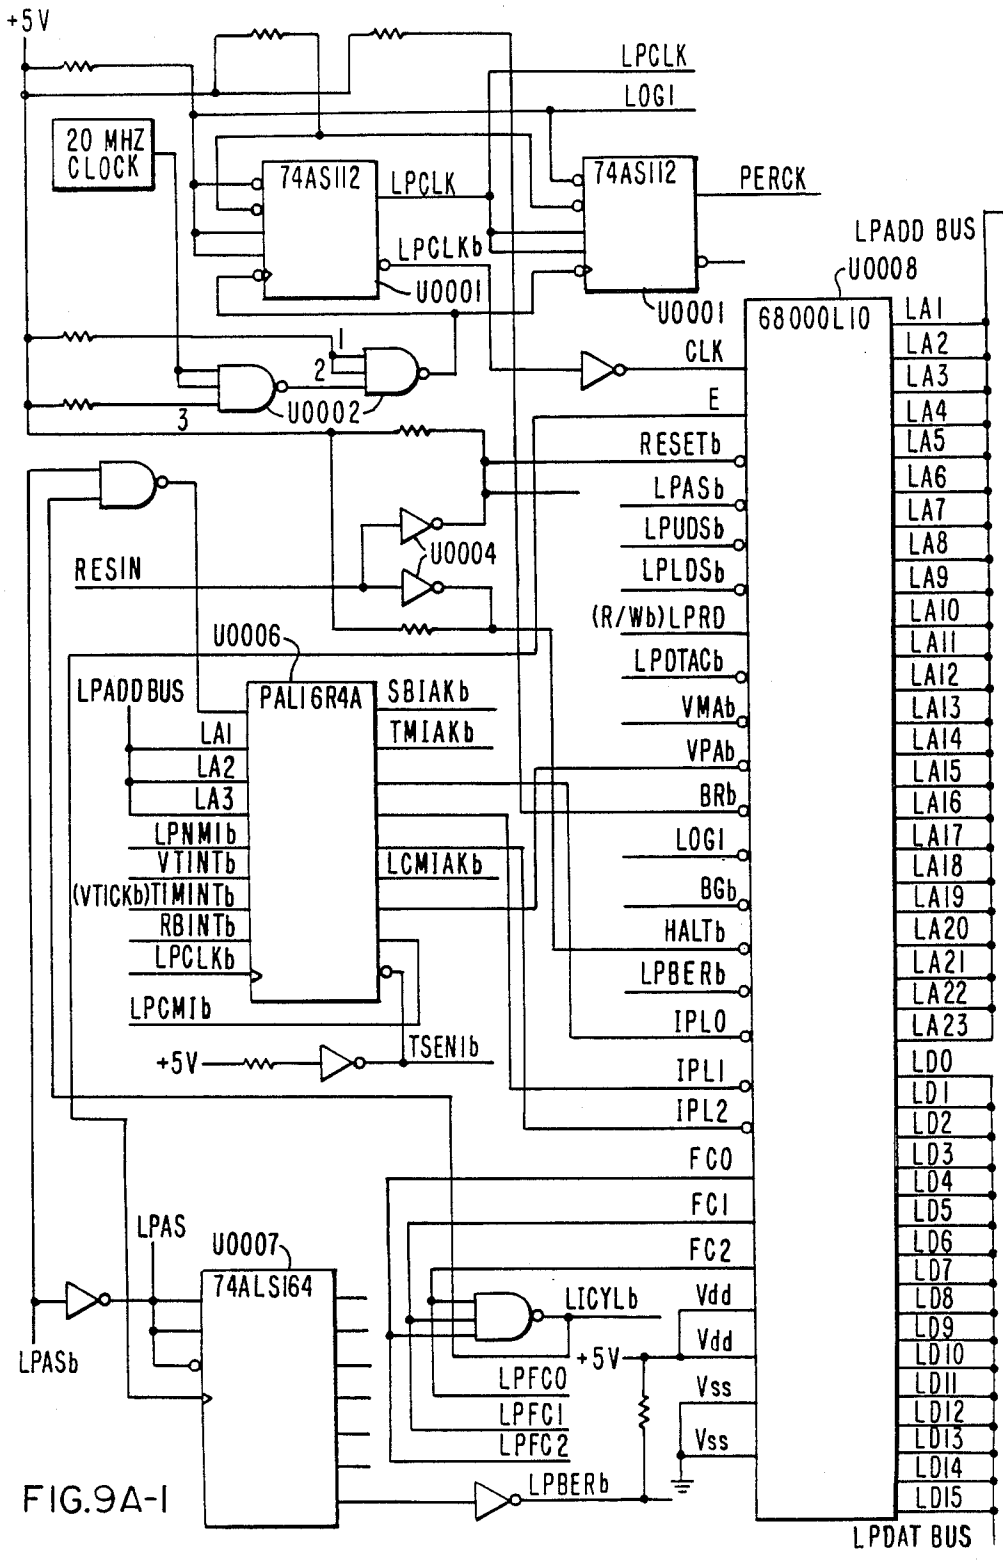 +5V
LPCLK
LOG1
20 MHZ
CLOCK
74AS112
LPCLK
74AS112
PERCK
LPCLKb
LPADD BUS
U0001
U0008
U0001
68000L10
LA1
1
CLK
LA2
2
E
LA3
U0002
3
LA4
RESETb
LA5
LPASb
LA6
U0004
LPUDSb
LA7
RESIN
LPLDSb
LA8
(R/Wb)LPRD
LA9
U0006
LPDTACb
LA10
LPADD BUS
PAL16R4A
SBIAKb
VMAb
LA11
LA1
TMIAKb
VPAb
LA12
LA2
LA13
LA3
BRb
LA14
LPNMIb
LOG1
LA15
VTINTb
LCMIAKb
LA16
(VTICKb)TIMINTb
BGb
LA17
RBINTb
HALTb
LA18
LPCLKb
LPBERb
LA19
LPCMIb
IPL0
LA20
+5V
TSENIb
IPL1
LA21
IPL2
LA22
FC0
LA23
FC1
LD0
LPAS
U0007
FC2
LD1
74ALS164
LICYLb
Vdd
LD2
LPASb
+5V
Vdd
LD3
LPFC0
Vss
LD4
LPFC1
LD5
LPFC2
Vss
LD6
LPBERb
LD7
LD8
LD9
LD10
LD11
LD12
LD13
LD14
LD15
FIG.9A-1
LPDAT BUS